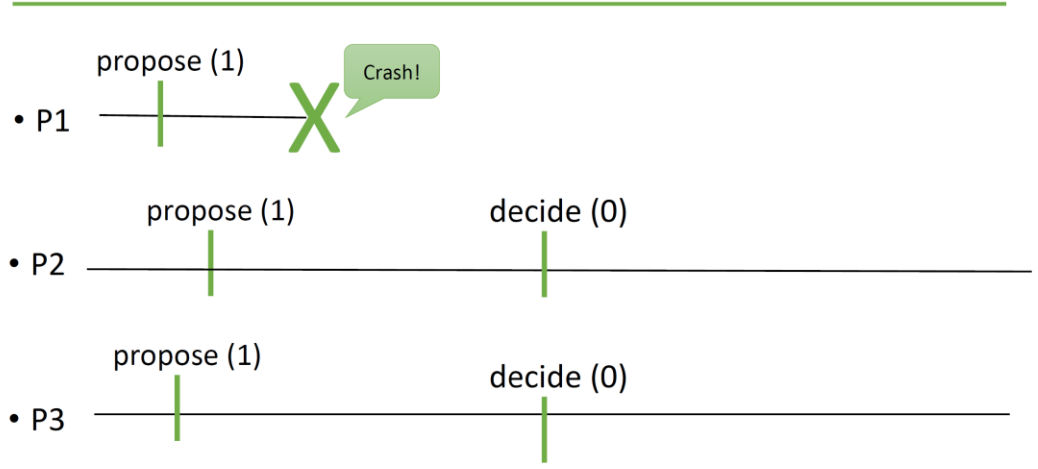 propose (1)
Crash!
• P1
propose (1)
decide (0)
• P2
propose (1)
decide (0)
• P3